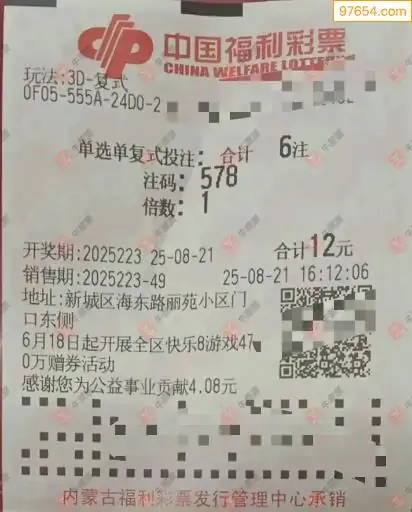 97654.com
中国福利彩票
CHINA WELFARE LOTTERY
玩法:3D-复式
0F05-555A-24D0-2
单选单复式投注: 合计 6注
注码: 578
倍数: 1
开奖期:2025223 25-08-21 合计12元
销售期:2025223-49 25-08-21 16:12:06
地址:新城区海东路丽苑小区门
口东侧
6月18日起开展全区快乐8游戏47
0万赠券活动
感谢您为公益事业贡献4.08元
内蒙古福利彩票发行管理中心承销